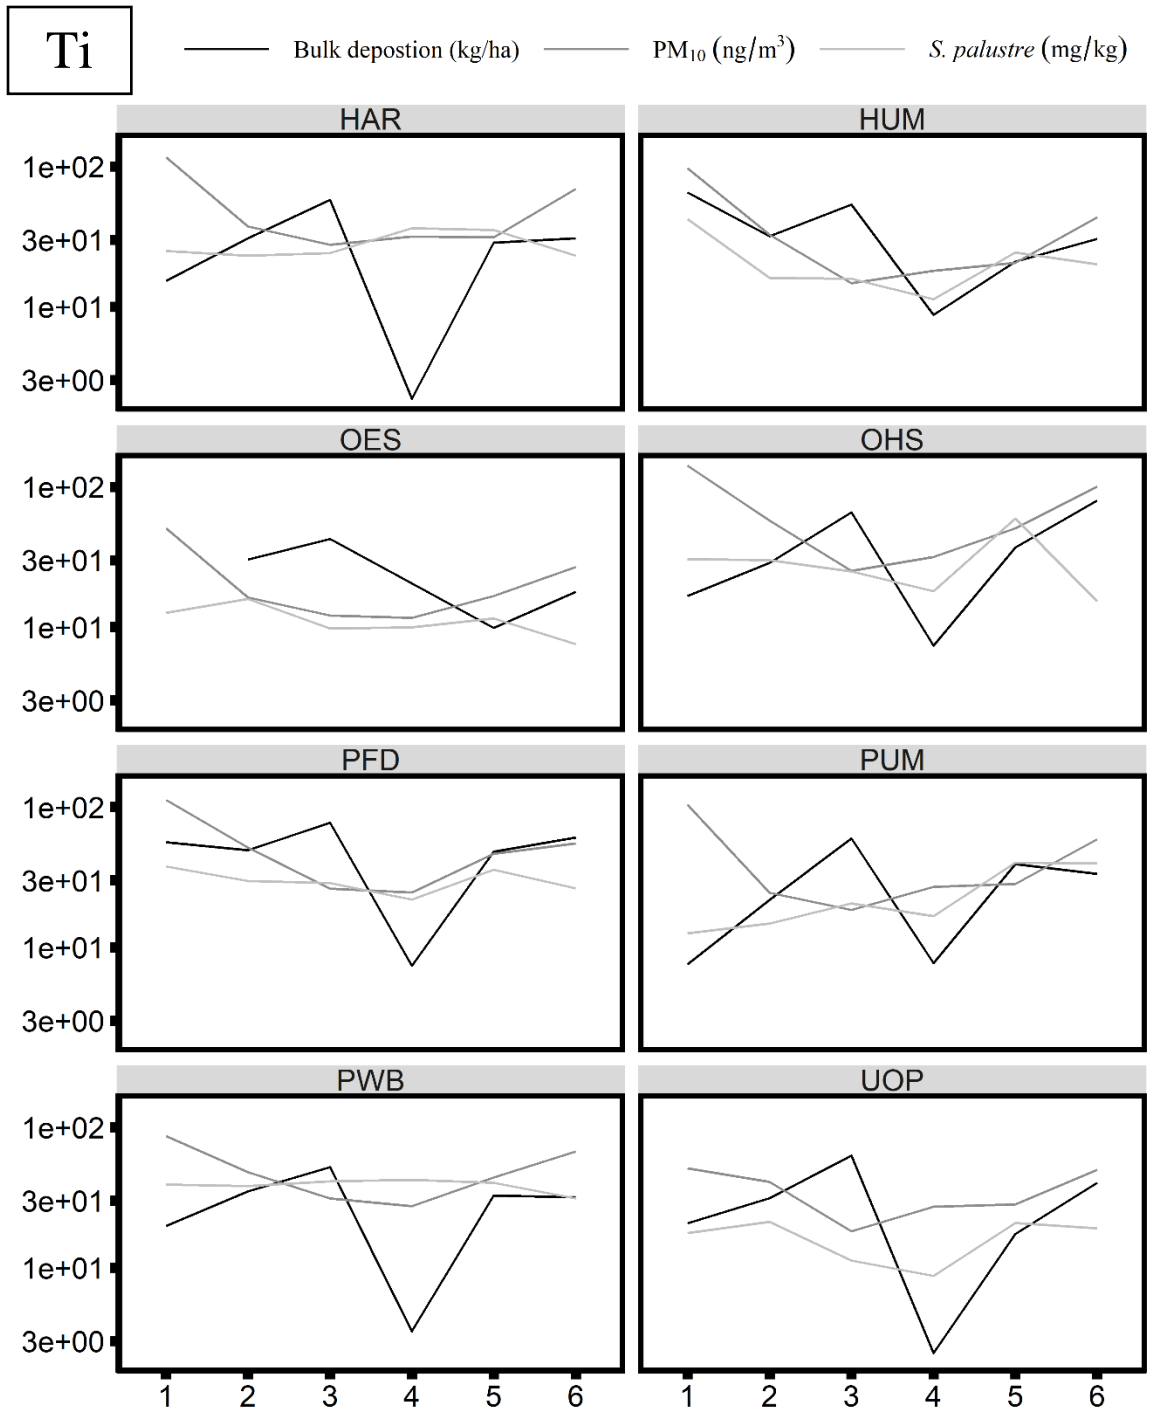 Ti
Bulk depostion (kg/ha) PM₁₀ (ng/m³) S. palustre (mg/kg)
HAR HUM
1e+02
3e+01
1e+01
3e+00
OES OHS
1e+02
3e+01
1e+01
3e+00
PFD PUM
1e+02
3e+01
1e+01
3e+00
PWB UOP
1e+02
3e+01
1e+01
3e+00
1 2 3 4 5 6 1 2 3 4 5 6